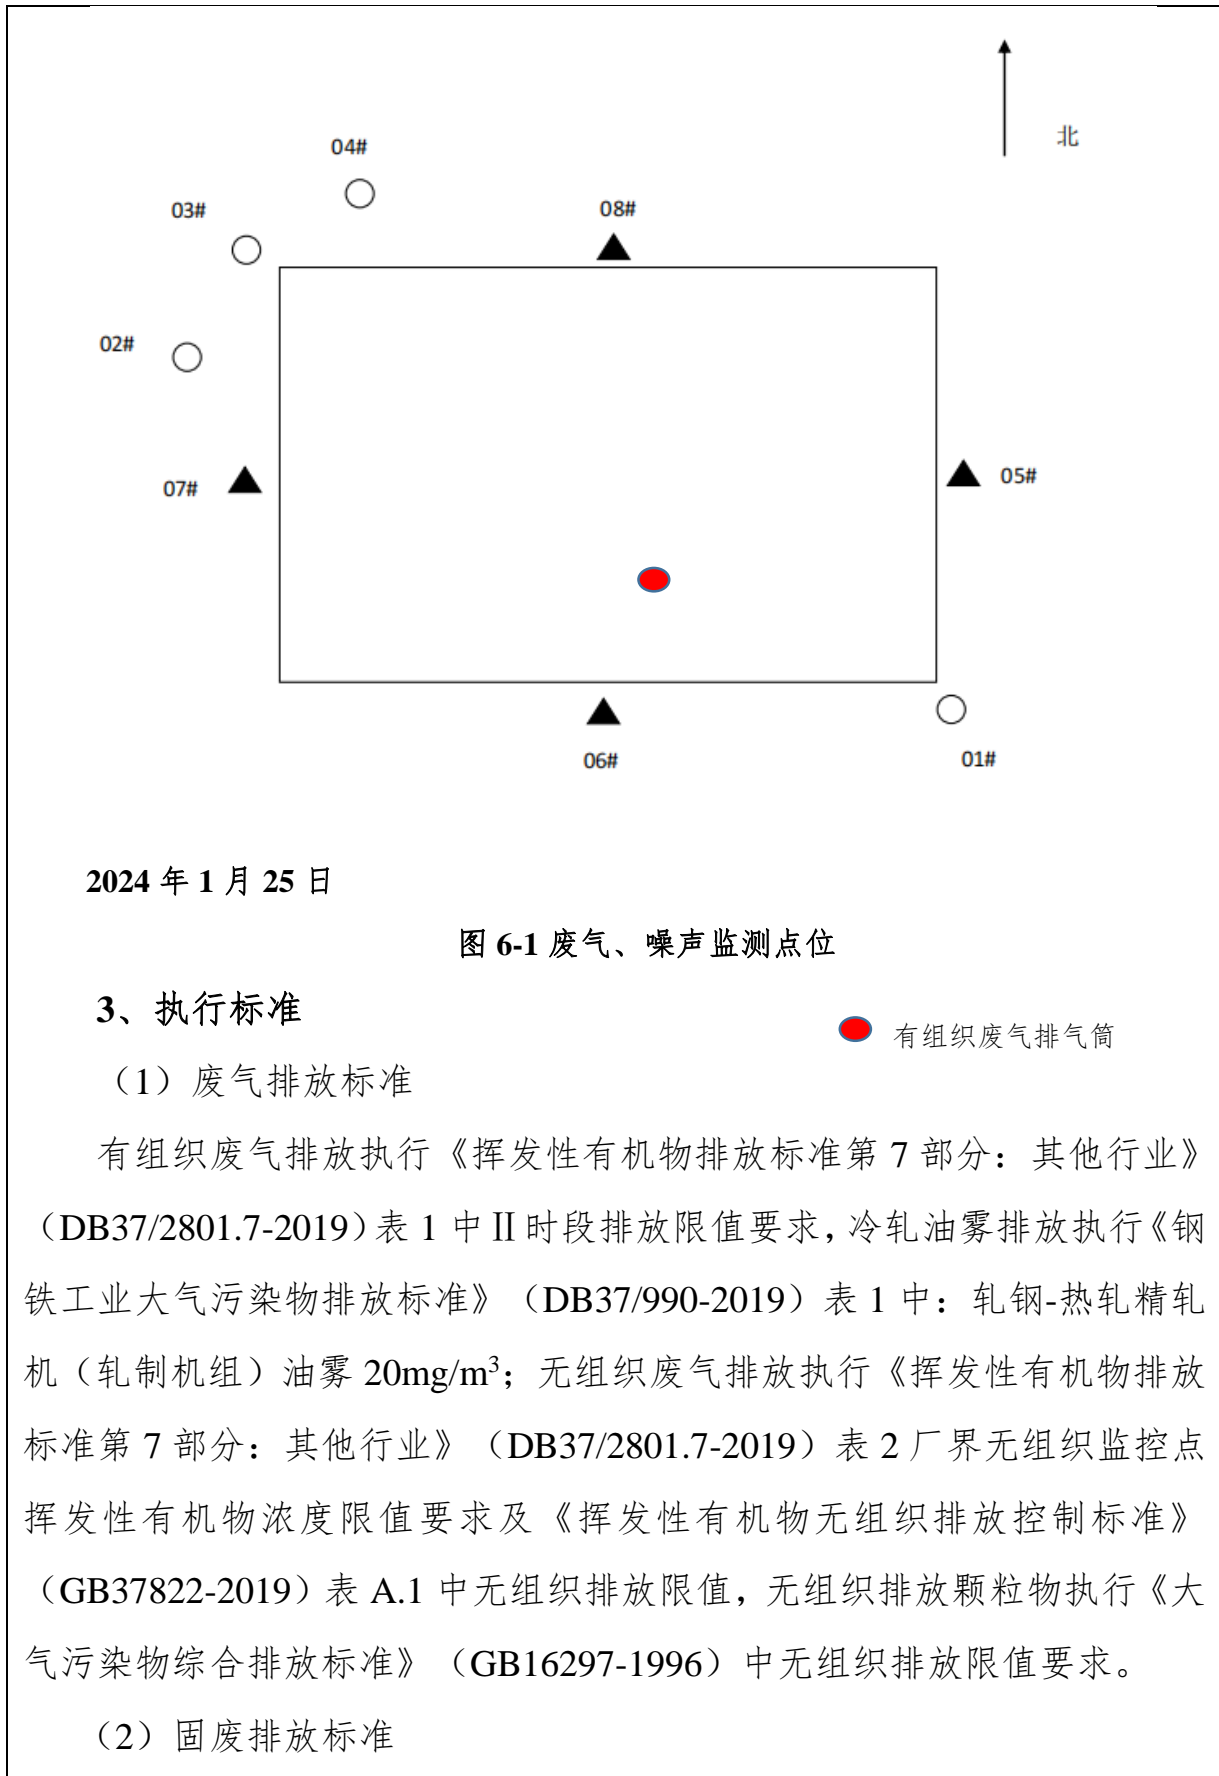 北
04#
03#
08#
02#
07#
05#
06#
01#
2024 年 1 月 25 日
图 6-1 废气、噪声监测点位
3、执行标准
有组织废气排气筒
（1）废气排放标准
有组织废气排放执行《挥发性有机物排放标准第 7 部分：其他行业》
（DB37/2801.7-2019）表 1 中 Ⅱ 时段排放限值要求，冷轧油雾排放执行《钢
铁工业大气污染物排放标准》（DB37/990-2019）表 1 中：轧钢-热轧精轧
机（轧制机组）油雾 20mg/m³；无组织废气排放执行《挥发性有机物排放
标准第 7 部分：其他行业》（DB37/2801.7-2019）表 2 厂界无组织监控点
挥发性有机物浓度限值要求及《挥发性有机物无组织排放控制标准》
（GB37822-2019）表 A.1 中无组织排放限值，无组织排放颗粒物执行《大
气污染物综合排放标准》（GB16297-1996）中无组织排放限值要求。
（2）固废排放标准